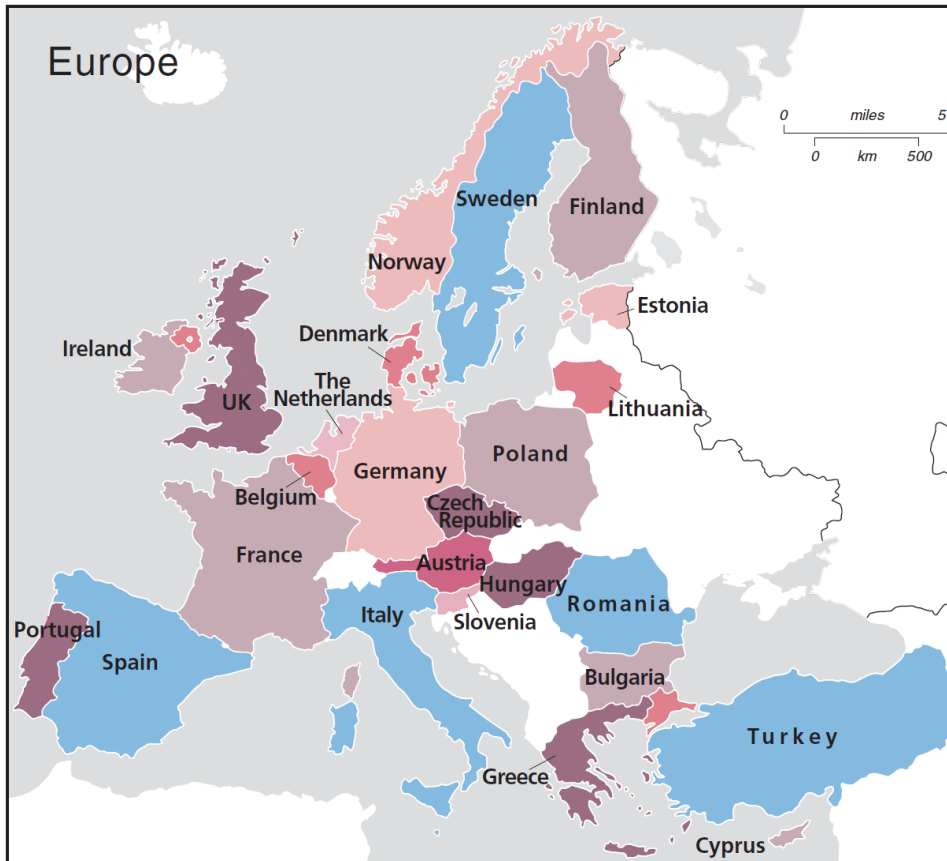 Europe
0 miles 5
0 km 500
Sweden
Finland
Norway
Estonia
Denmark
Ireland
The
Netherlands
UK
Lithuania
Poland
Germany
Belgium
Czech
Republic
France
Austria
Hungary
Romania
Italy
Slovenia
Portugal
Spain
Bulgaria
Turkey
Greece
Cyprus